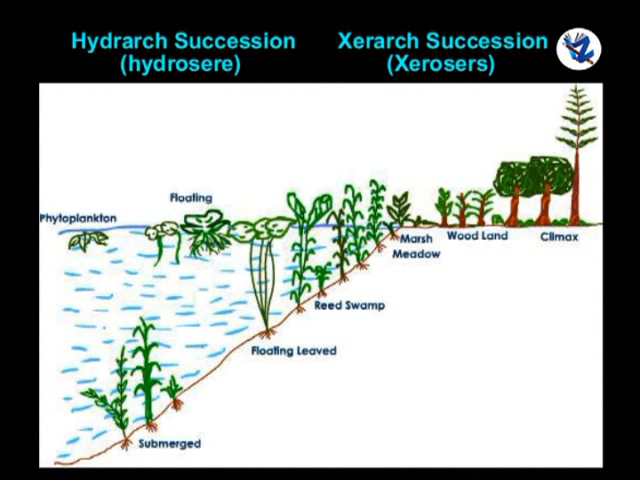 Hydrarch Succession
(hydrosere)
Xerarch Succession
(Xerosers)
Phytoplankton
Floating
Marsh
Meadow
Wood Land
Climax
Reed Swamp
Floating Leaved
Submerged